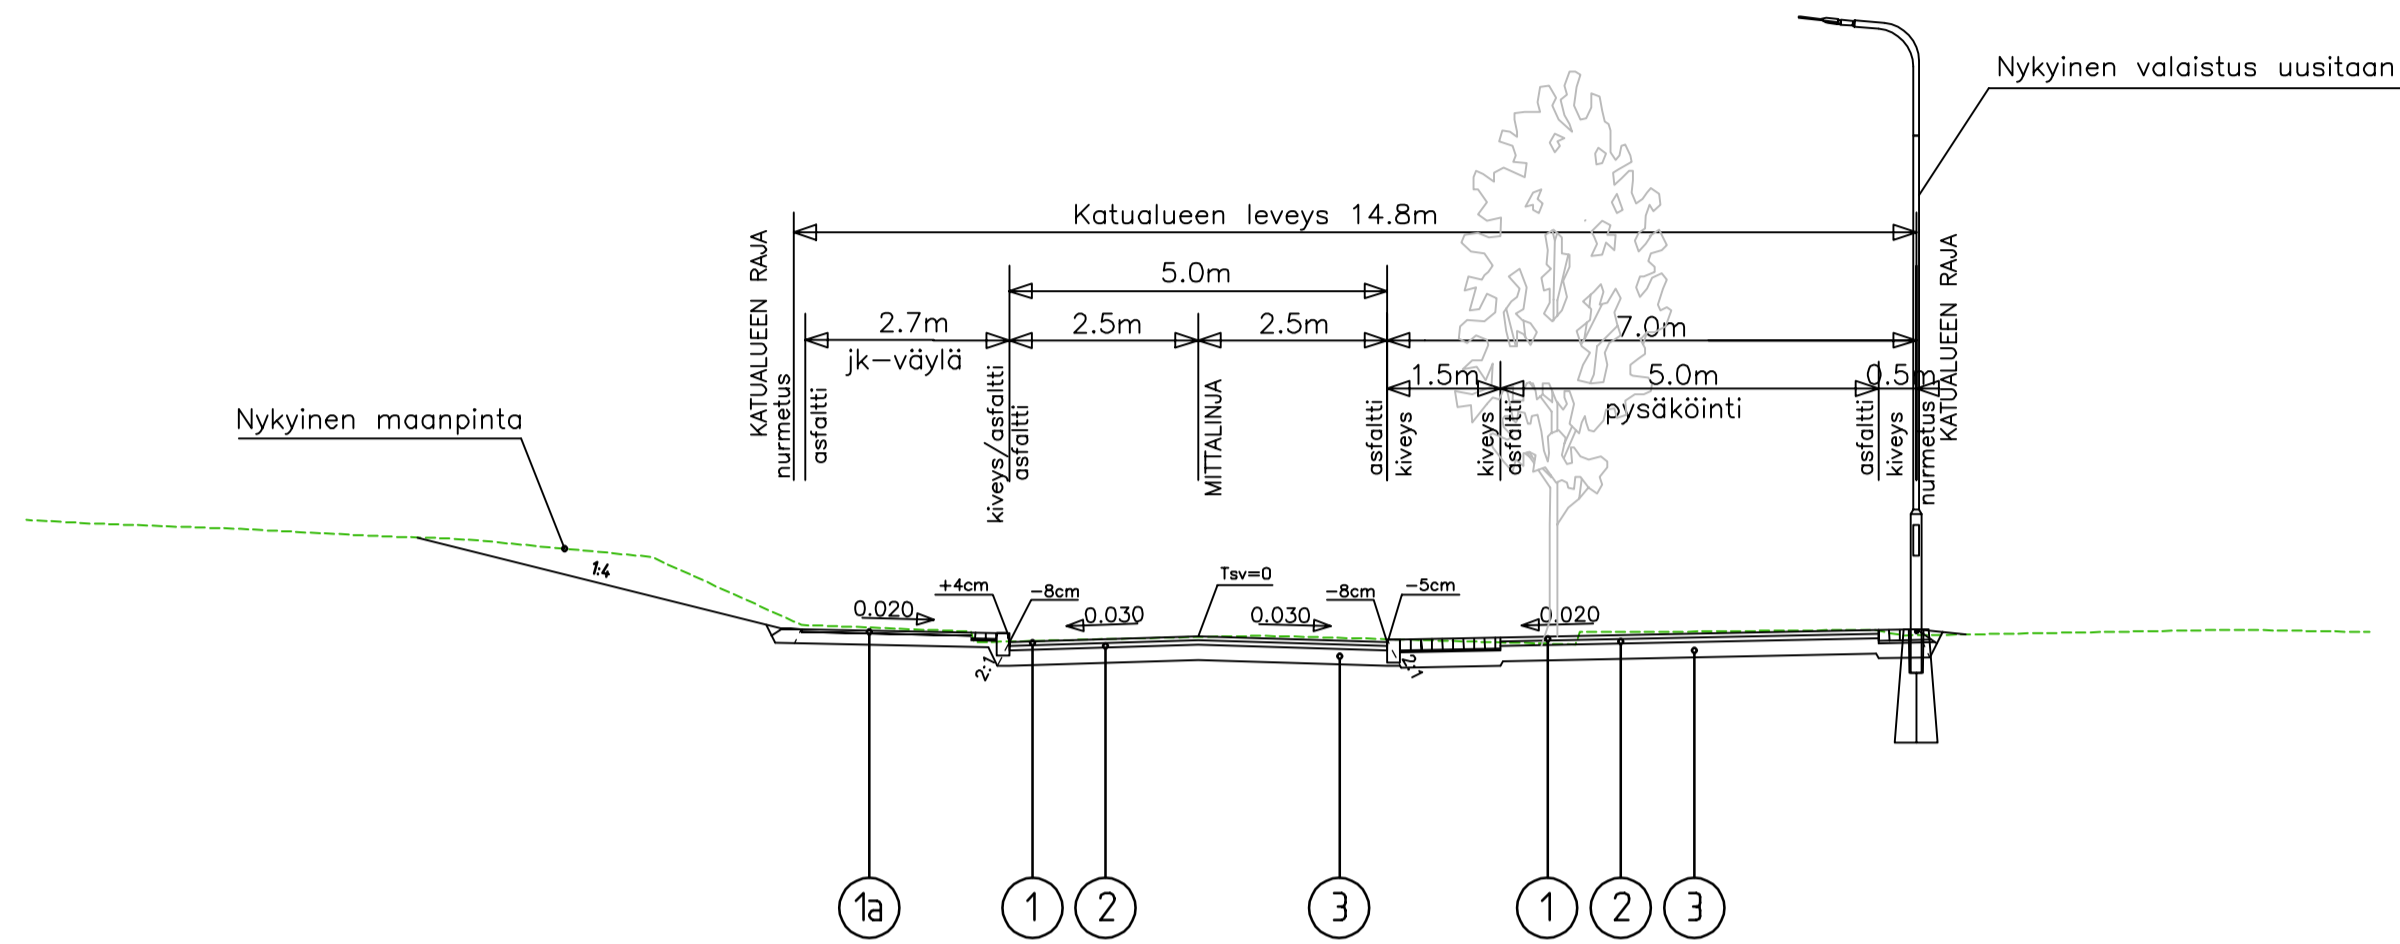 Nykyinen valaistus uusitaan
Katualueen leveys 14.8m
KATUALUEEN RAJA
KATUALUEEN RAJA
5.0m
2.7m
2.5m
2.5m
7.0m
jk-väylä
1.5m
5.0m
0.5m
pysäköinti
nurmetus
asfaltti
kiveys/asfaltti
asfaltti
MITTALINJA
asfaltti
kiveys
kiveys
asfaltti
asfaltti
kiveys
nurmetus
Nykyinen maanpinta
1:4
+4cm
-8cm
Tsv=0
-8cm
-5cm
0.020
0.030
0.030
0.020
2:1
2:1
1a
1
2
3
1
2
3